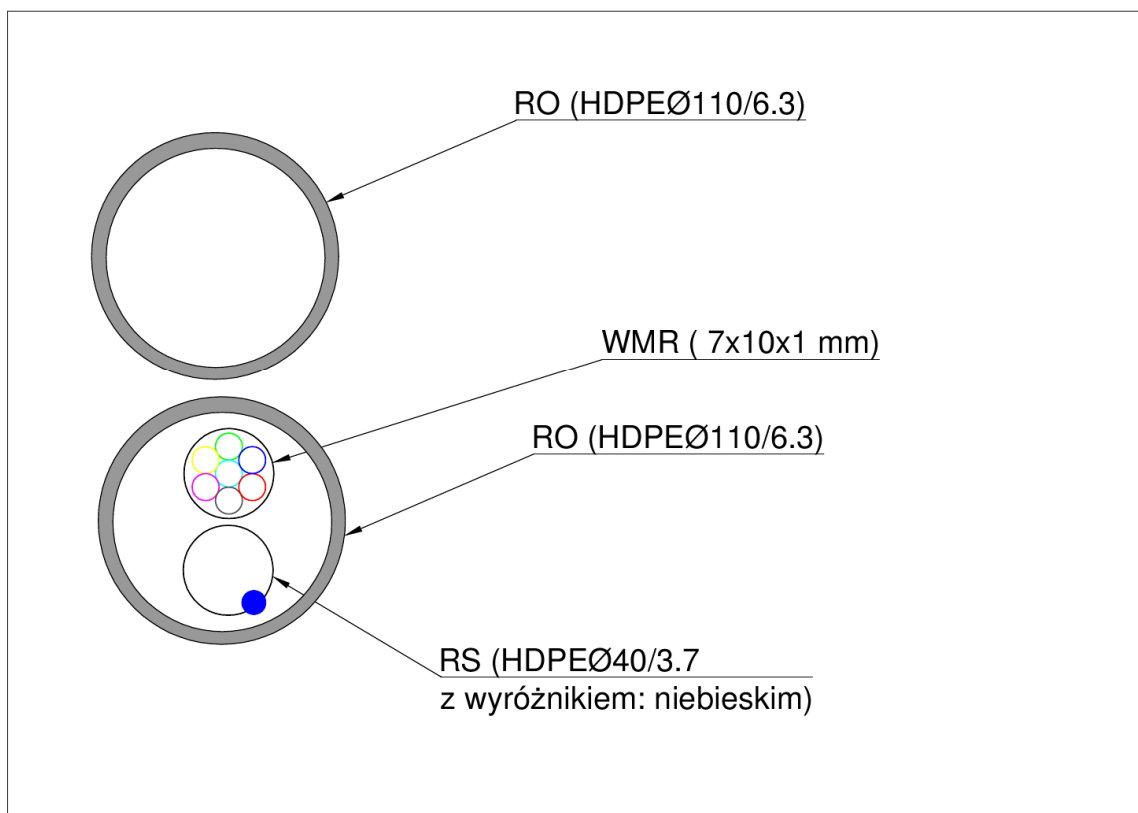 RO (HDPEØ110/6.3)
WMR ( 7x10x1 mm)
RO (HDPEØ110/6.3)
RS (HDPEØ40/3.7
z wyróżnikiem: niebieskim)